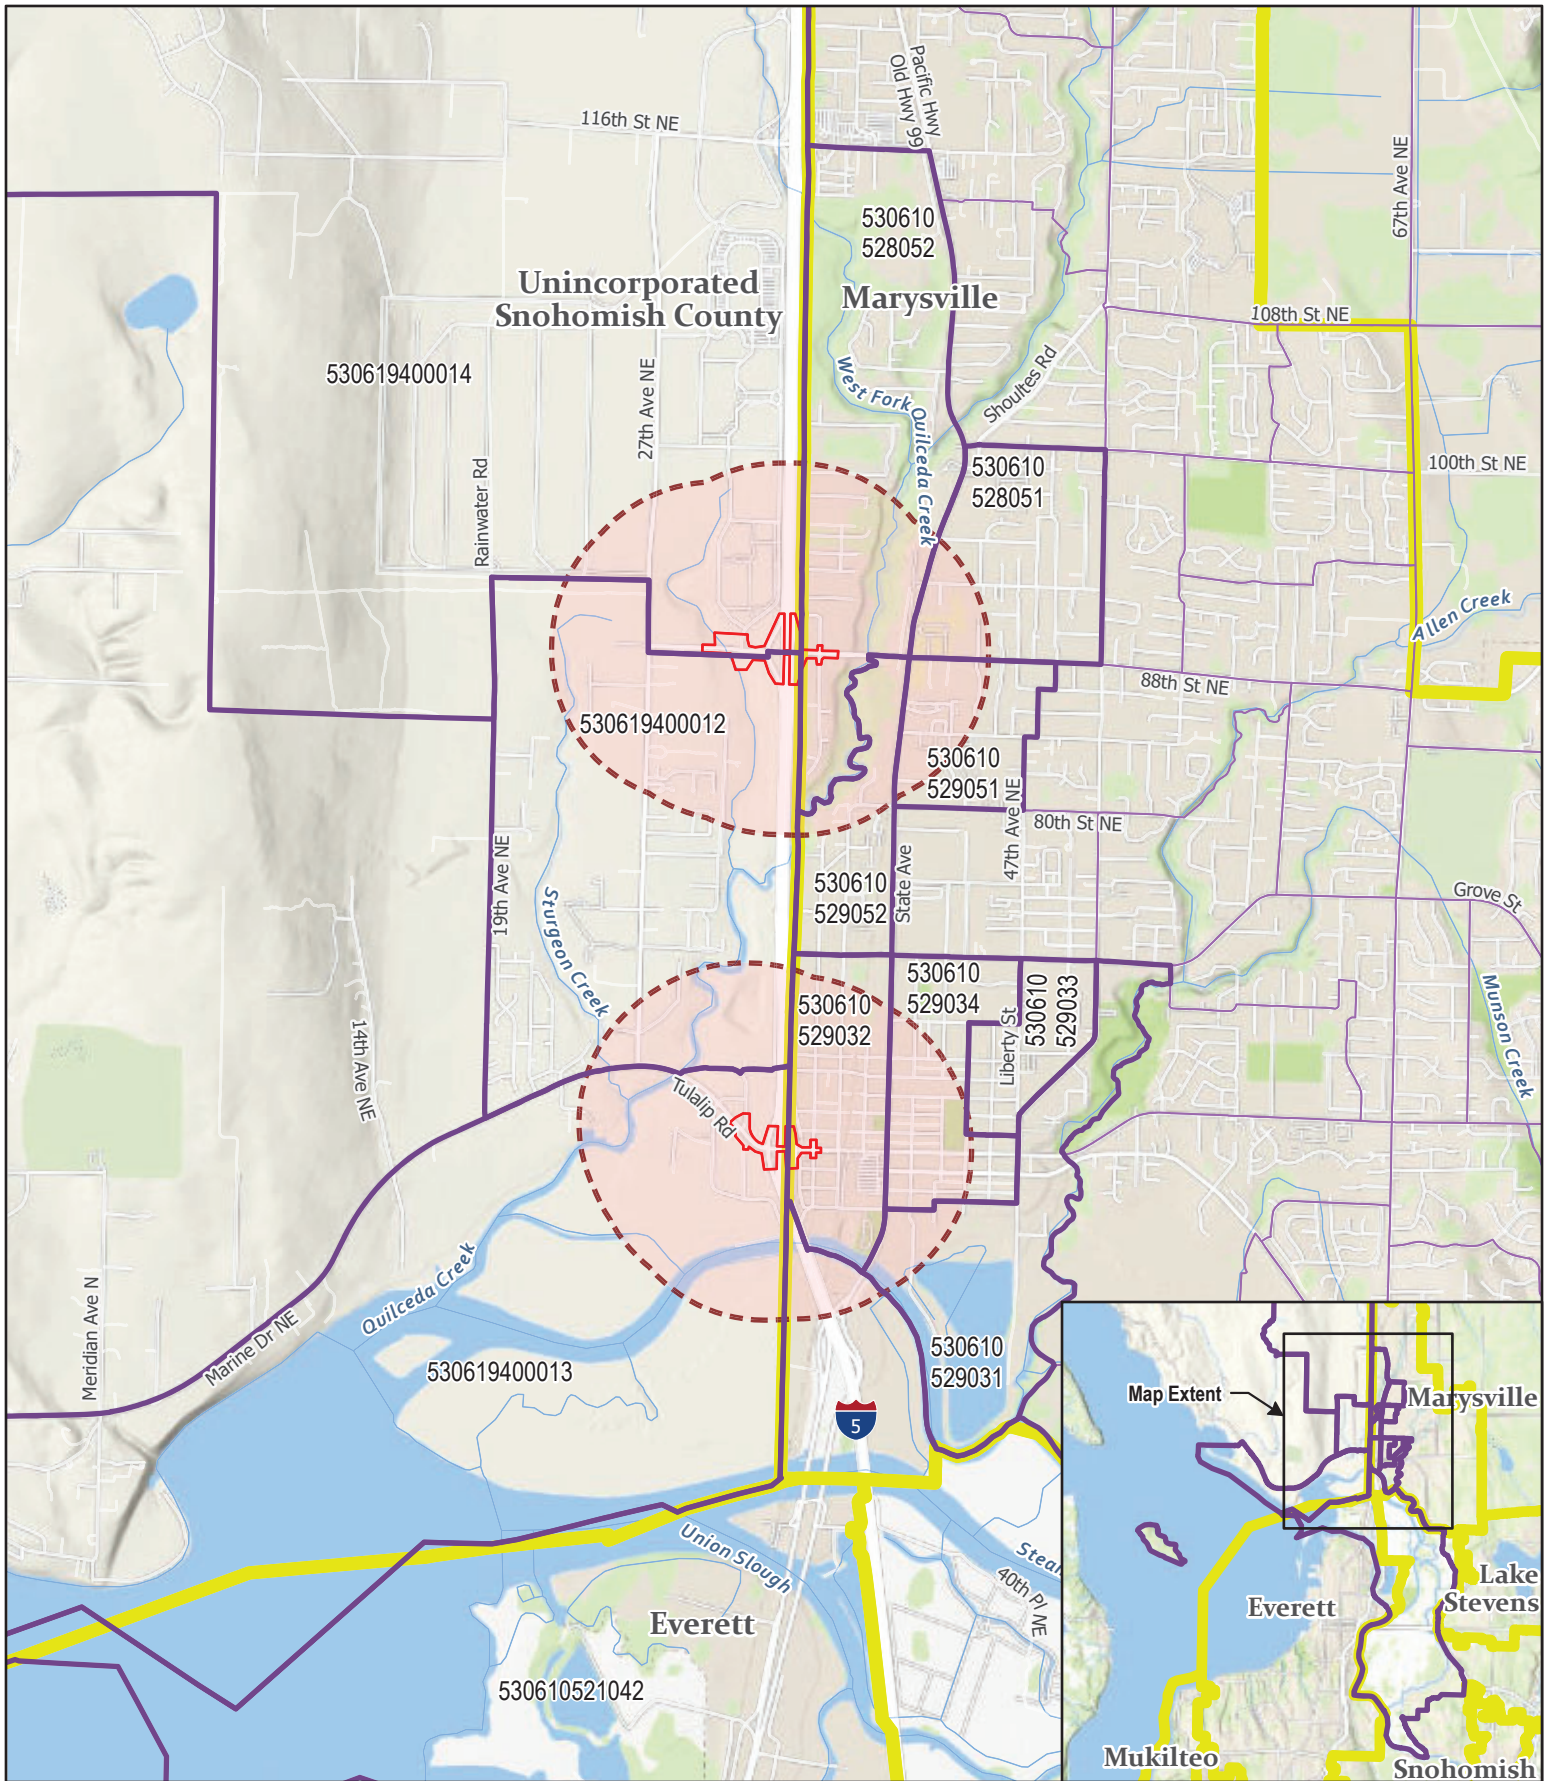 Pacific Hwy
Old Hwy 99
116th St NE
67th Ave NE
530610
528052
Unincorporated
Snohomish County
Marysville
108th St NE
530619400014
27th Ave NE
West Fork Quilceda Creek
Shoultes Rd
Rainwater Rd
530610
528051
100th St NE
Allen Creek
88th St NE
530619400012
530610
529051
47th Ave NE
80th St NE
19th Ave NE
State Ave
530610
529052
Grove St
Sturgeon Creek
530610
529034
530610
529033
530610
529032
Liberty St
Munson Creek
14th Ave NE
Tulalip Rd
Quilceda Creek
Meridian Ave N
Marine Dr NE
530619400013
530610
529031
5
Map Extent
Marysville
Union Slough
Stea
40th Pl NE
Everett
530610521042
Everett
Lake
Stevens
Mukilteo
Snohomish